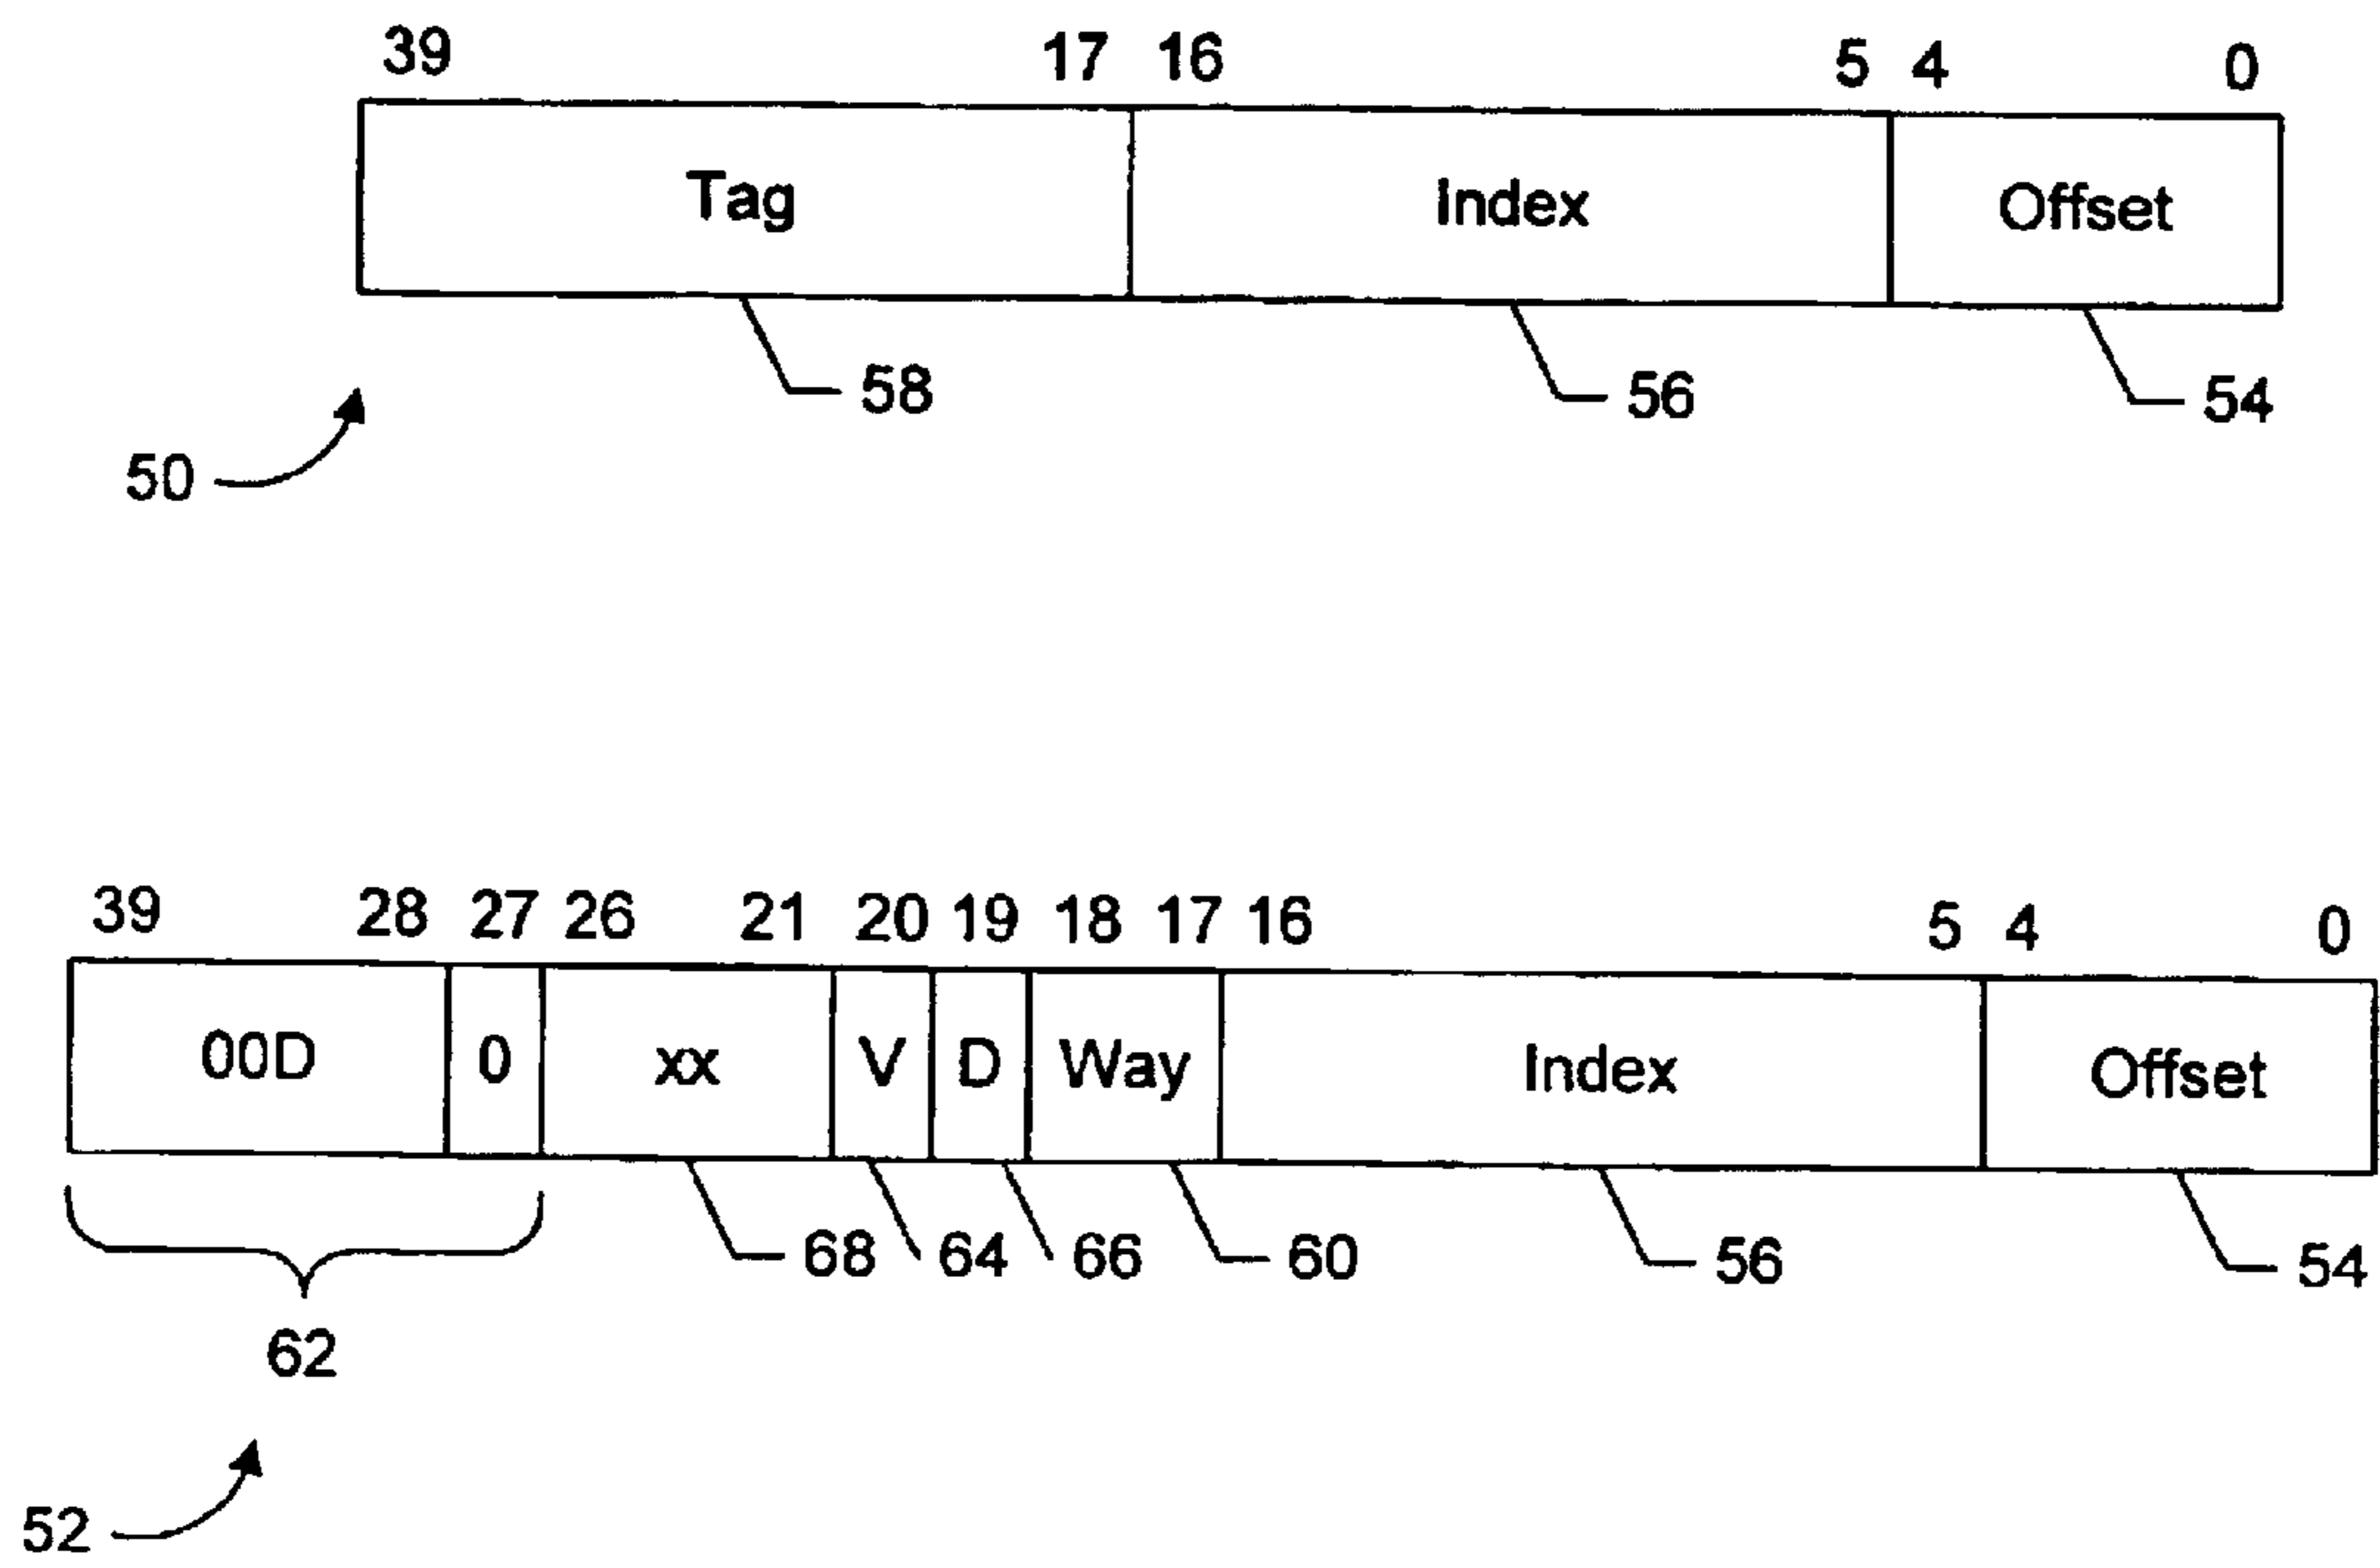 39 17 16 5 4 0
Tag Index Offset
58 56 54
50
39 28 27 26 21 20 19 18 17 16 5 4 0
00D 0 xx V D Way Index Offset
68 64 66 60 56 54
62
52